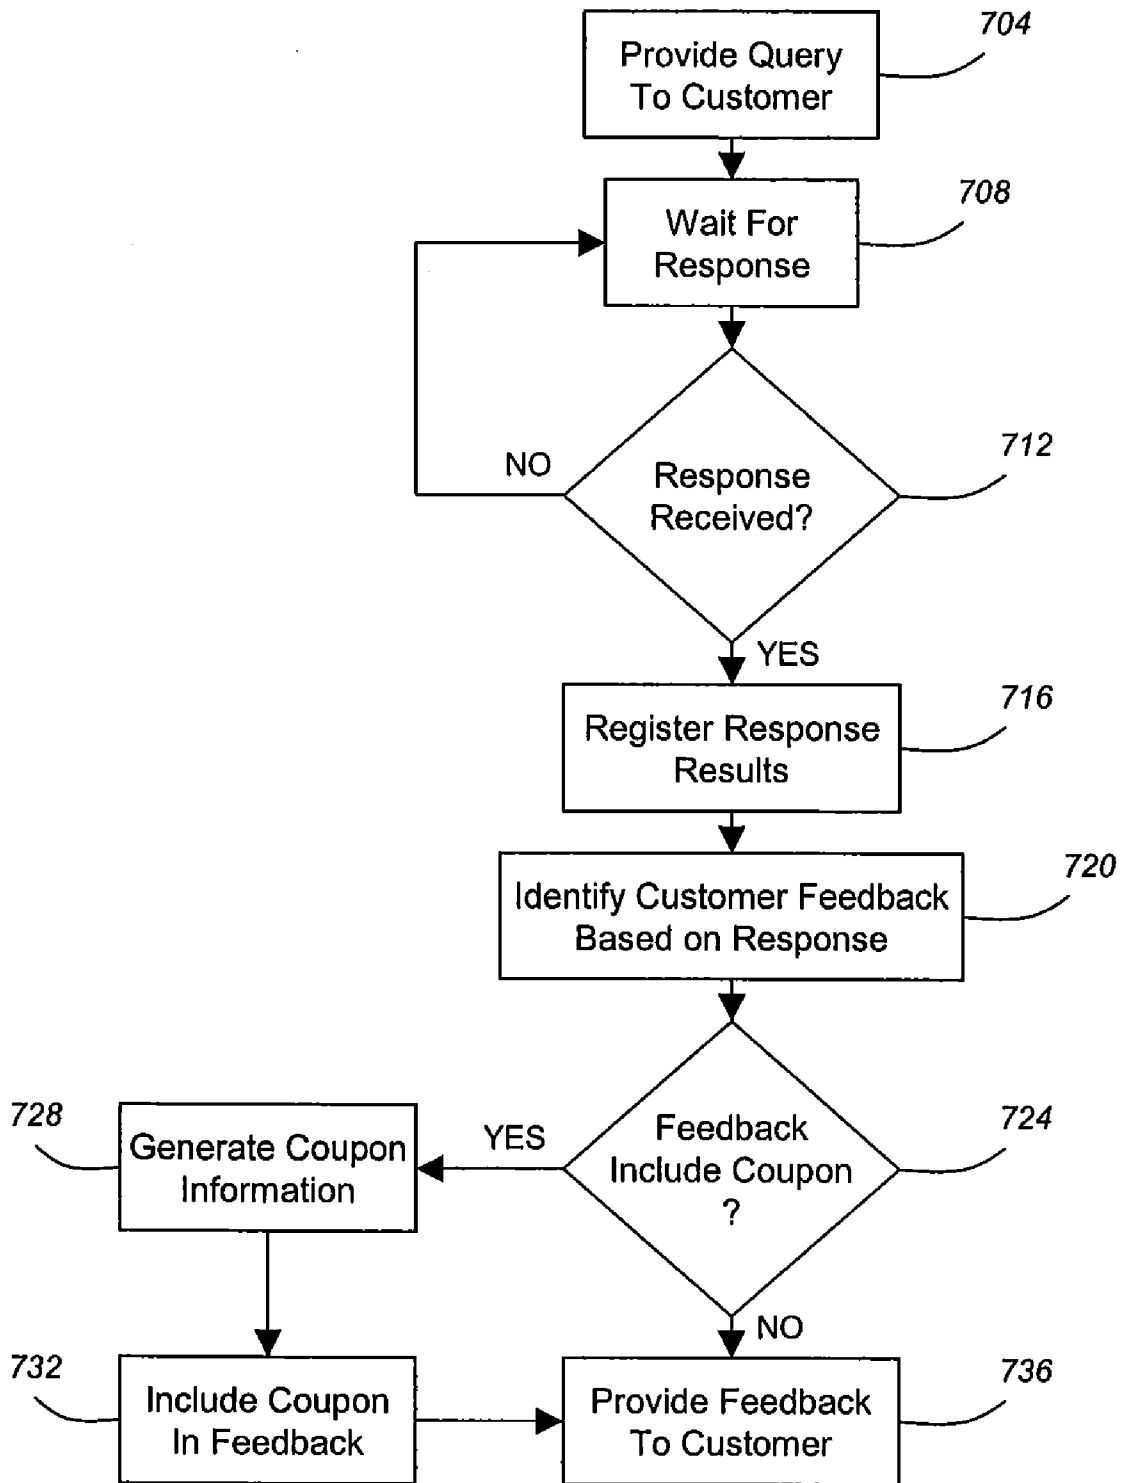 704
Provide Query
To Customer
708
Wait For
Response
712
NO
Response
Received?
YES
716
Register Response
Results
720
Identify Customer Feedback
Based on Response
728
YES
724
Generate Coupon
Information
Feedback
Include Coupon
?
NO
732
736
Include Coupon
In Feedback
Provide Feedback
To Customer